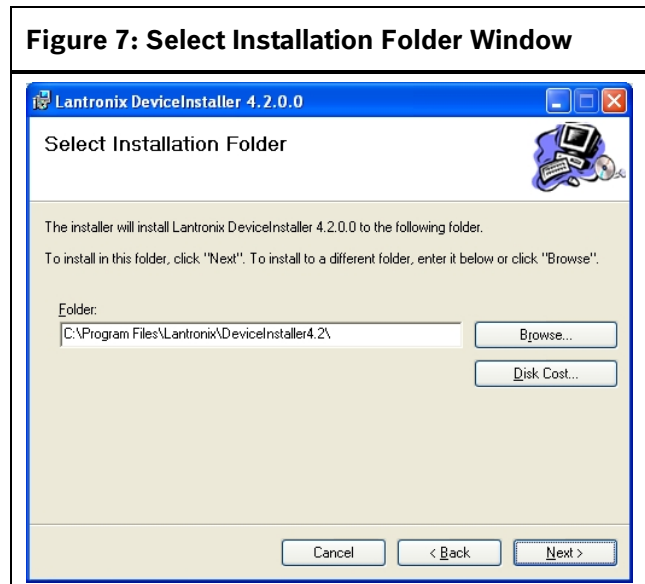 Figure 7: Select Installation Folder Window
Lantronix DeviceInstaller 4.2.0.0
Select Installation Folder
The installer will install Lantronix DeviceInstaller 4.2.0.0 to the following folder.
To install in this folder, click "Next". To install to a different folder, enter it below or click "Browse".
Folder:
C:\Program Files\Lantronix\DeviceInstaller4.2\
Browse...
Disk Cost...
Cancel
< Back
Next >